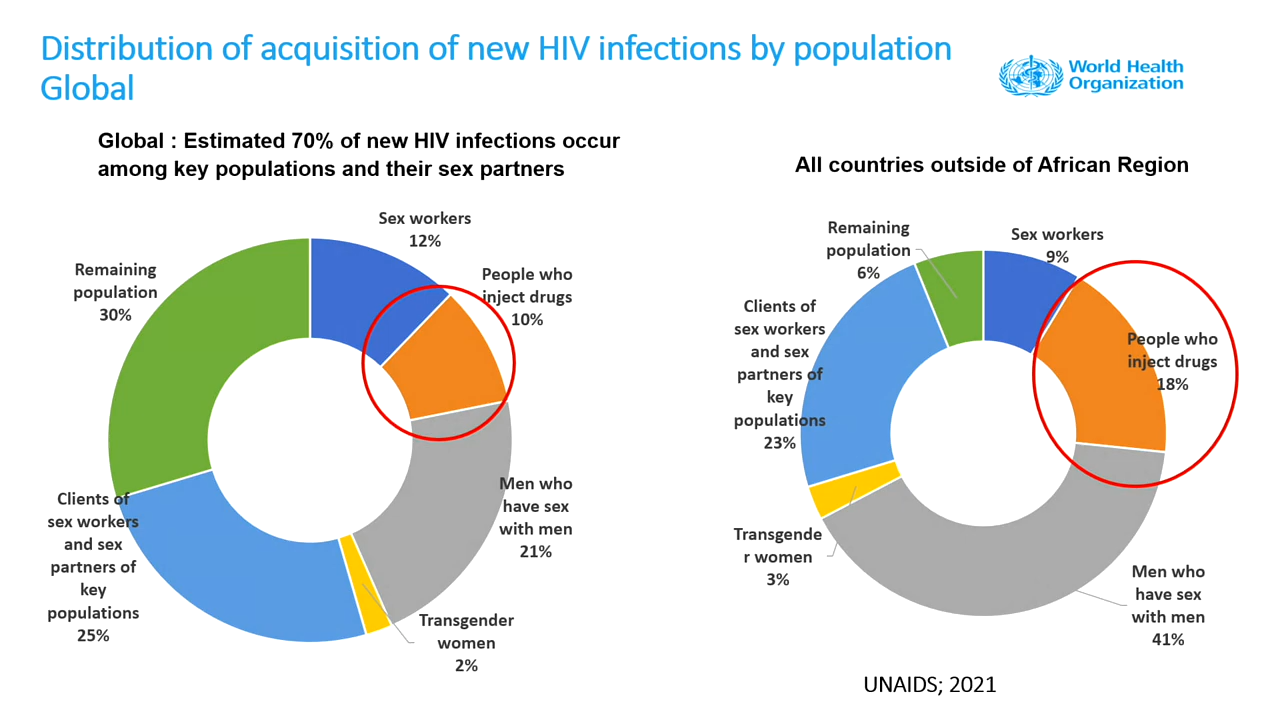 Distribution of acquisition of new HIV infections by population
Global
World Health
Organization
Global : Estimated 70% of new HIV infections occur
among key populations and their sex partners
Sex workers
12%
People who
inject drugs
10%
Men who
have sex
with men
21%
Transgender
women
2%
Clients of
sex workers
and sex
partners of
key
populations
25%
Remaining
population
30%
All countries outside of African Region
Sex workers
9%
People who
inject drugs
18%
Men who
have sex
with men
41%
Transgende
r women
3%
Clients of
sex workers
and sex
partners of
key
populations
23%
Remaining
population
6%
UNAIDS; 2021